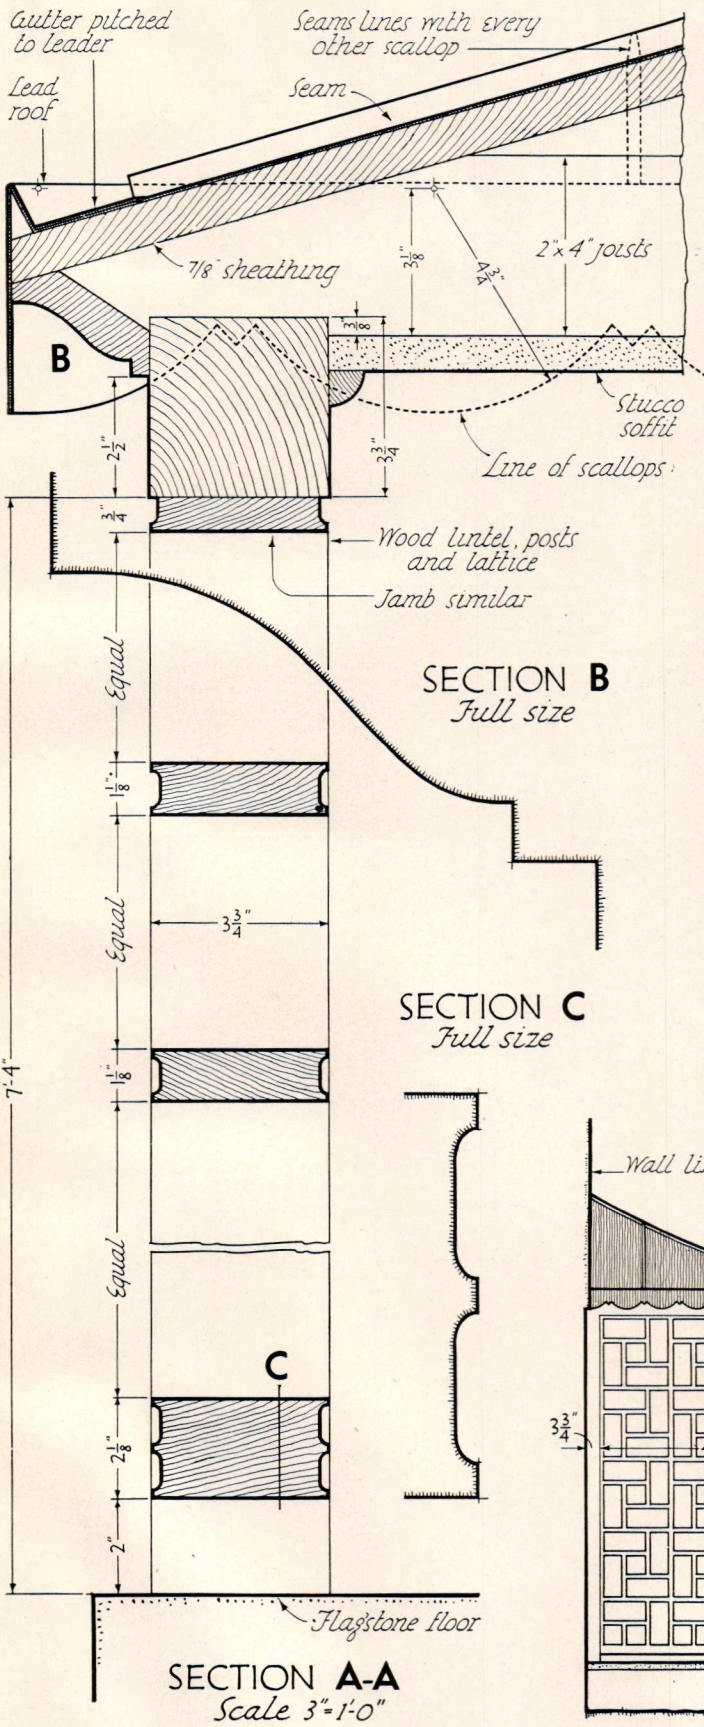 Gutter pitched
to leader
Seams lines with every
other scallop
Lead
roof
Seam
7/8" sheathing
3 1/8"
4 3/4"
2"x 4" joists
B
3/8"
2 1/2"
3 3/4"
Stucco
soffit
Line of scallops
3/4"
Wood lintel, posts
and lattice
Jamb similar
Equal
SECTION B
Full size
1 1/8"
Equal
3 3/4"
SECTION C
Full size
1 1/8"
7'-4"
Wall li
Equal
C
3 3/4"
2 1/8"
2"
Flagstone floor
SECTION A-A
Scale 3"=1'-0"